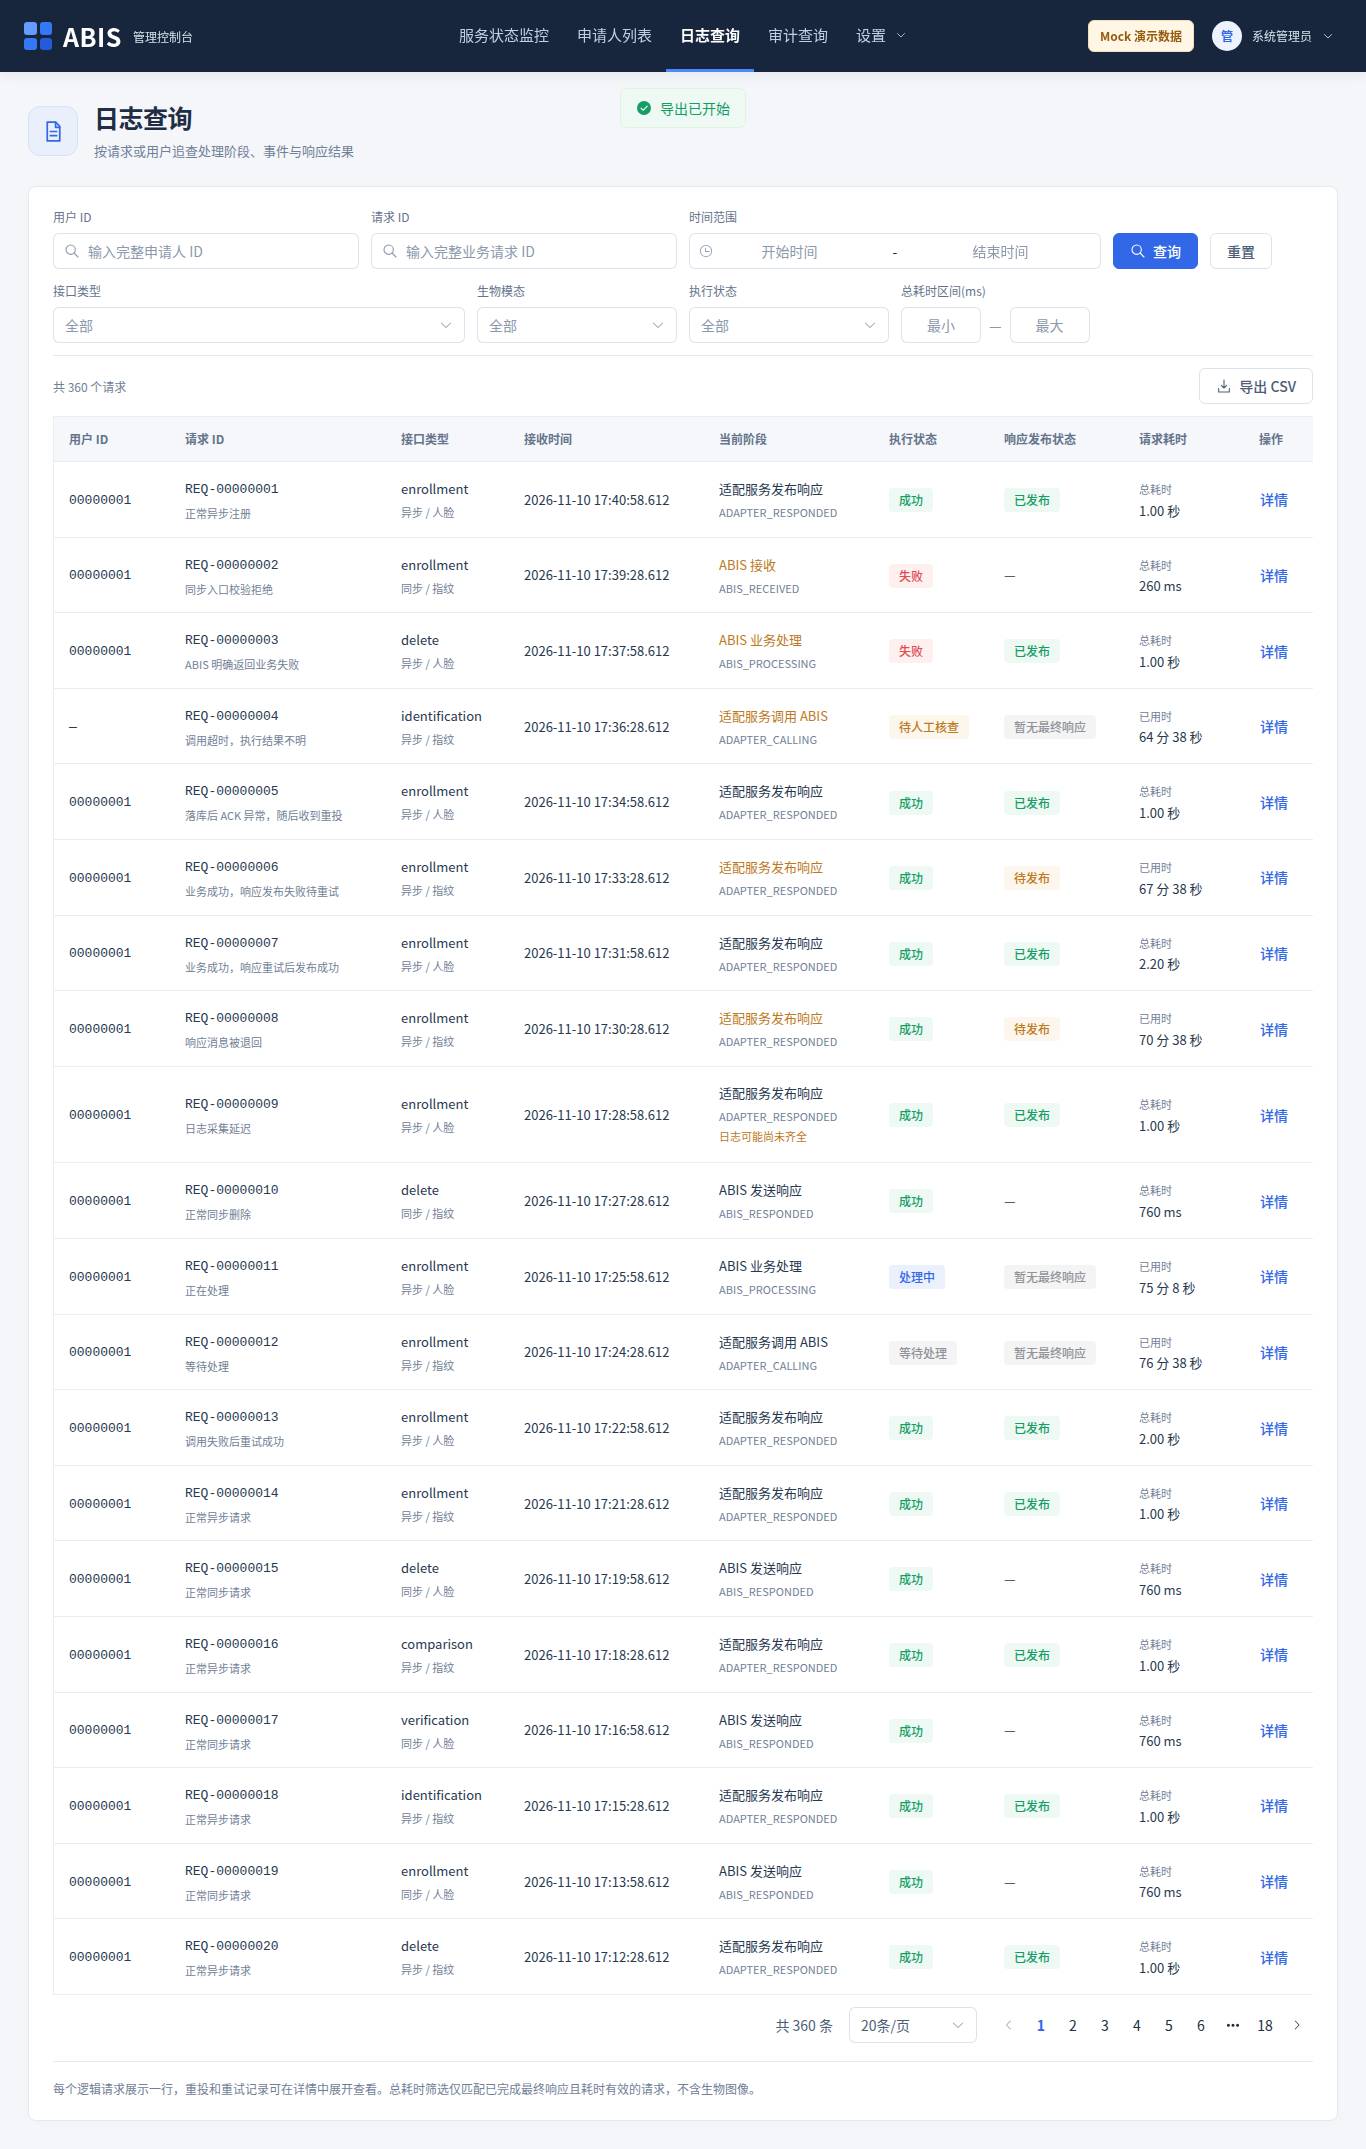 ABIS 管理控制台 服务状态监控 申请人列表 日志查询 审计查询 设置 Mock 演示数据 管 系统管理员
导出已开始
日志查询
按请求或用户追查处理阶段、事件与响应结果
用户 ID 请求 ID 时间范围
输入完整申请人 ID 输入完整业务请求 ID 开始时间 - 结束时间 查询 重置
接口类型 生物模态 执行状态 总耗时区间(ms)
全部 全部 全部 最小 — 最大
共 360 个请求 导出 CSV
用户 ID 请求 ID 接口类型 接收时间 当前阶段 执行状态 响应发布状态 请求耗时 操作
00000001 REQ-00000001 enrollment 2026-11-10 17:40:58.612 适配服务发布响应 成功 已发布 总耗时 详情
正常异步注册 异步 / 人脸 ADAPTER_RESPONDED 1.00 秒
00000001 REQ-00000002 enrollment 2026-11-10 17:39:28.612 ABIS 接收 失败 — 总耗时 详情
同步入口校验拒绝 同步 / 指纹 ABIS_RECEIVED 260 ms
00000001 REQ-00000003 delete 2026-11-10 17:37:58.612 ABIS 业务处理 失败 已发布 总耗时 详情
ABIS 明确返回业务失败 异步 / 人脸 ABIS_PROCESSING 1.00 秒
— REQ-00000004 identification 2026-11-10 17:36:28.612 适配服务调用 ABIS 待人工核查 暂无最终响应 已用时 详情
调用超时，执行结果不明 异步 / 指纹 ADAPTER_CALLING 64 分 38 秒
00000001 REQ-00000005 enrollment 2026-11-10 17:34:58.612 适配服务发布响应 成功 已发布 总耗时 详情
落库后 ACK 异常，随后收到重投 异步 / 人脸 ADAPTER_RESPONDED 1.00 秒
00000001 REQ-00000006 enrollment 2026-11-10 17:33:28.612 适配服务发布响应 成功 待发布 已用时 详情
业务成功，响应发布失败待重试 异步 / 指纹 ADAPTER_RESPONDED 67 分 38 秒
00000001 REQ-00000007 enrollment 2026-11-10 17:31:58.612 适配服务发布响应 成功 已发布 总耗时 详情
业务成功，响应重试后发布成功 异步 / 人脸 ADAPTER_RESPONDED 2.20 秒
00000001 REQ-00000008 enrollment 2026-11-10 17:30:28.612 适配服务发布响应 成功 待发布 已用时 详情
响应消息被退回 异步 / 指纹 ADAPTER_RESPONDED 70 分 38 秒
00000001 REQ-00000009 enrollment 2026-11-10 17:28:58.612 适配服务发布响应 成功 已发布 总耗时 详情
日志采集延迟 异步 / 人脸 ADAPTER_RESPONDED 1.00 秒
日志可能尚未齐全
00000001 REQ-00000010 delete 2026-11-10 17:27:28.612 ABIS 发送响应 成功 — 总耗时 详情
正常同步删除 同步 / 指纹 ABIS_RESPONDED 760 ms
00000001 REQ-00000011 enrollment 2026-11-10 17:25:58.612 ABIS 业务处理 处理中 暂无最终响应 已用时 详情
正在处理 异步 / 人脸 ABIS_PROCESSING 75 分 8 秒
00000001 REQ-00000012 enrollment 2026-11-10 17:24:28.612 适配服务调用 ABIS 等待处理 暂无最终响应 已用时 详情
等待处理 异步 / 指纹 ADAPTER_CALLING 76 分 38 秒
00000001 REQ-00000013 enrollment 2026-11-10 17:22:58.612 适配服务发布响应 成功 已发布 总耗时 详情
调用失败后重试成功 异步 / 人脸 ADAPTER_RESPONDED 2.00 秒
00000001 REQ-00000014 enrollment 2026-11-10 17:21:28.612 适配服务发布响应 成功 已发布 总耗时 详情
正常异步请求 异步 / 指纹 ADAPTER_RESPONDED 1.00 秒
00000001 REQ-00000015 delete 2026-11-10 17:19:58.612 ABIS 发送响应 成功 — 总耗时 详情
正常同步请求 同步 / 人脸 ABIS_RESPONDED 760 ms
00000001 REQ-00000016 comparison 2026-11-10 17:18:28.612 适配服务发布响应 成功 已发布 总耗时 详情
正常异步请求 异步 / 指纹 ADAPTER_RESPONDED 1.00 秒
00000001 REQ-00000017 verification 2026-11-10 17:16:58.612 ABIS 发送响应 成功 — 总耗时 详情
正常同步请求 同步 / 人脸 ABIS_RESPONDED 760 ms
00000001 REQ-00000018 identification 2026-11-10 17:15:28.612 适配服务发布响应 成功 已发布 总耗时 详情
正常异步请求 异步 / 指纹 ADAPTER_RESPONDED 1.00 秒
00000001 REQ-00000019 enrollment 2026-11-10 17:13:58.612 ABIS 发送响应 成功 — 总耗时 详情
正常同步请求 同步 / 人脸 ABIS_RESPONDED 760 ms
00000001 REQ-00000020 delete 2026-11-10 17:12:28.612 适配服务发布响应 成功 已发布 总耗时 详情
正常异步请求 异步 / 指纹 ADAPTER_RESPONDED 1.00 秒
共 360 条 20条/页 1 2 3 4 5 6 ••• 18
每个逻辑请求展示一行，重投和重试记录可在详情中展开查看。总耗时筛选仅匹配已完成最终响应且耗时有效的请求，不含生物图像。